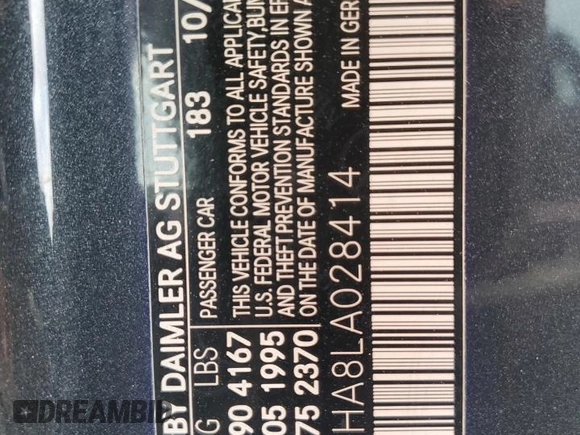 BY DAIMLER AG STUTTGART
G LBS PASSENGER CAR 183 10/
90 4167 THIS VEHICLE CONFORMS TO ALL APPLICA
05 1995 U.S. FEDERAL MOTOR VEHICLE SAFETY,BUM
AND THEFT PREVENTION STANDARDS IN EF
75 2370 ON THE DATE OF MANUFACTURE SHOWN A
HA8LA028414 MADE IN GER
DREAMBID